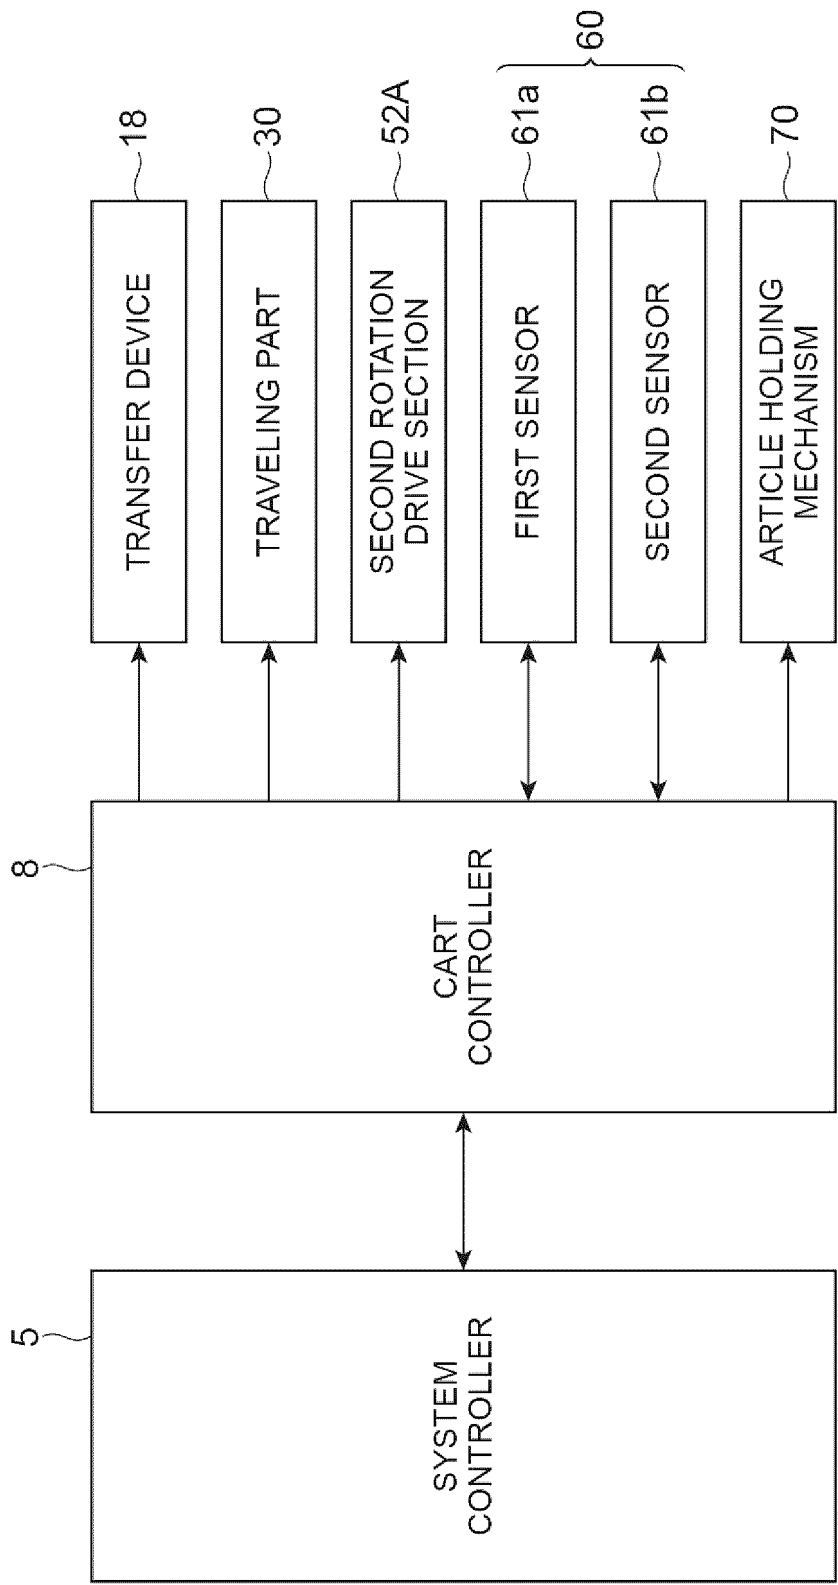 5
SYSTEM
CONTROLLER
8
CART
CONTROLLER
TRANSFER DEVICE
18
TRAVELING PART
30
SECOND ROTATION
DRIVE SECTION
52A
FIRST SENSOR
61a
SECOND SENSOR
61b
60
ARTICLE HOLDING
MECHANISM
70